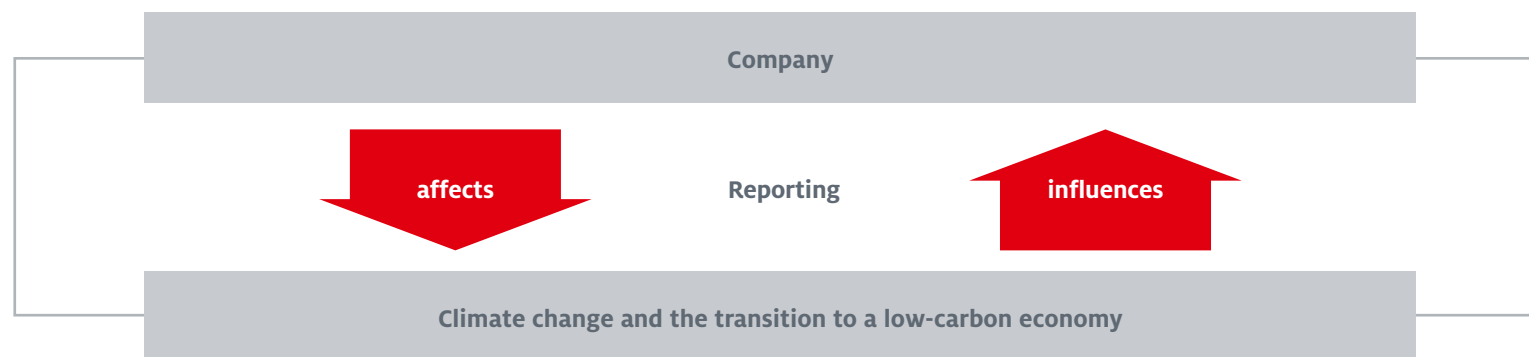 Company
affects
Reporting
influences
Climate change and the transition to a low-carbon economy